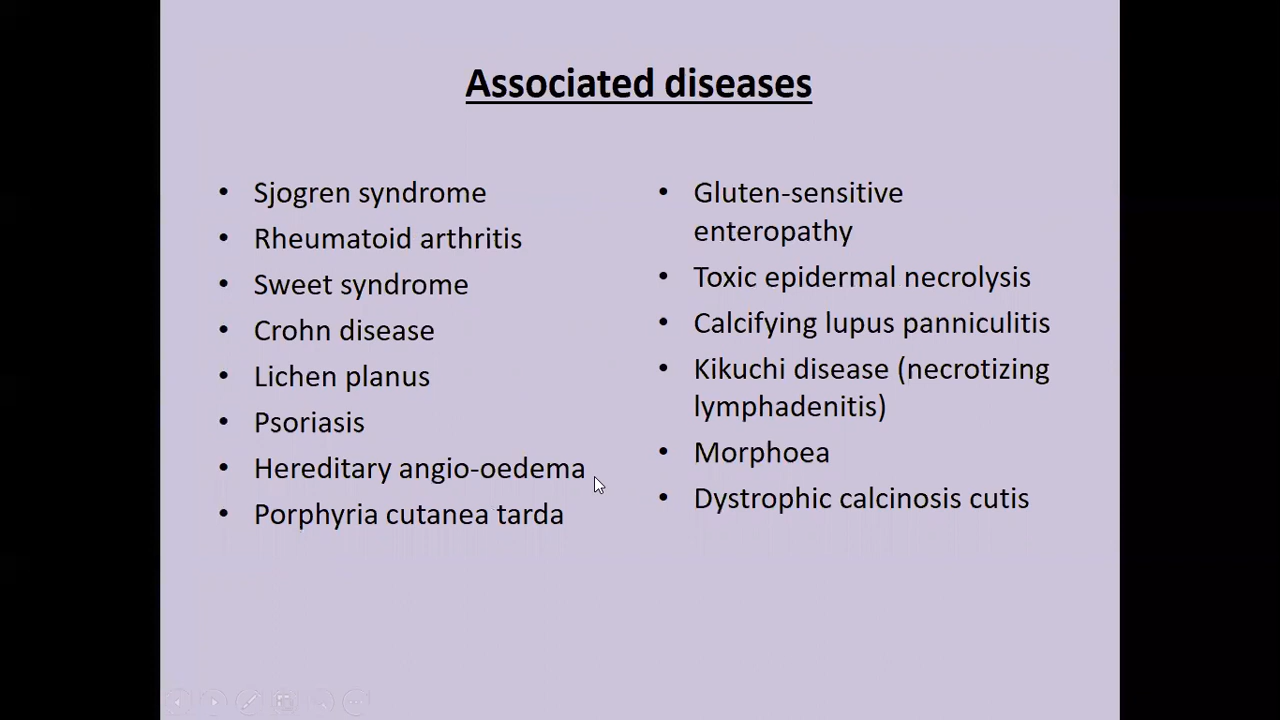 Associated diseases
• Sjogren syndrome
• Rheumatoid arthritis
• Sweet syndrome
• Crohn disease
• Lichen planus
• Psoriasis
• Hereditary angio-oedema
• Porphyria cutanea tarda
• Gluten-sensitive
enteropathy
• Toxic epidermal necrolysis
• Calcifying lupus panniculitis
• Kikuchi disease (necrotizing
lymphadenitis)
• Morphoea
• Dystrophic calcinosis cutis